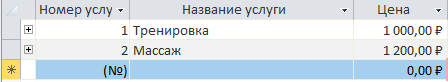 Номер услу Название услуги Цена
1 Тренировка 1 000,00 ₽
2 Массаж 1 200,00 ₽
(№) 0,00 ₽